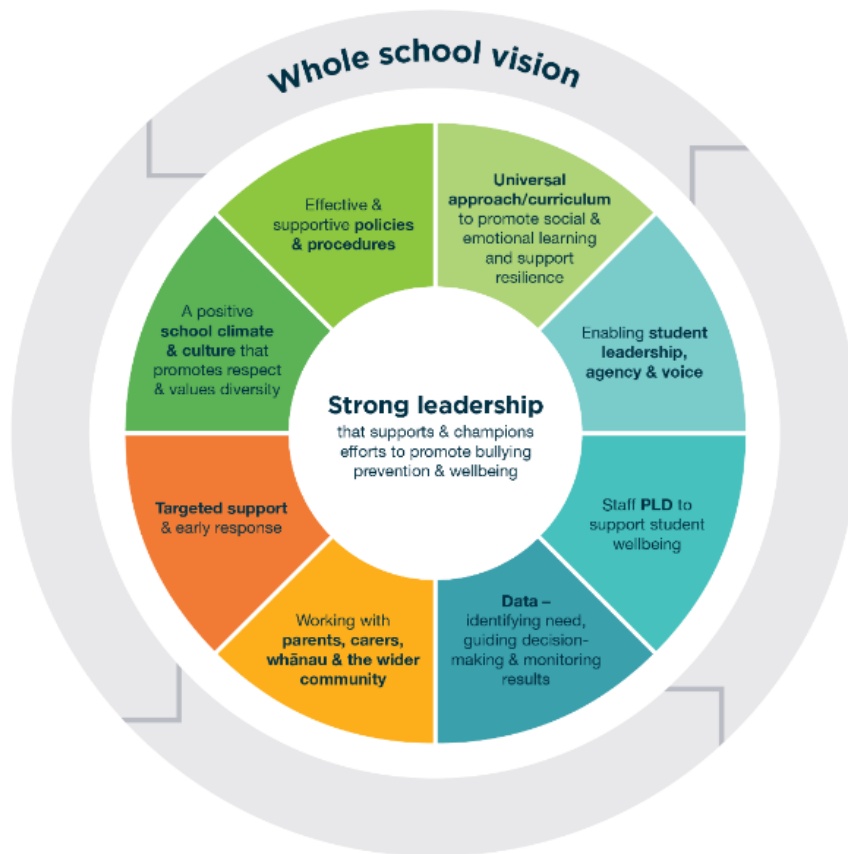 Whole school vision
Universal
approach/curriculum
to promote social &
emotional learning
and support
resilience
Enabling student
leadership,
agency & voice
Staff PLD to
support student
wellbeing
Data –
identifying need,
guiding decision-
making & monitoring
results
Working with
parents, carers,
whānau & the wider
community
Targeted support
& early response
A positive
school climate
& culture that
promotes respect
& values diversity
Effective &
supportive policies
& procedures
Strong leadership
that supports & champions
efforts to promote bullying
prevention & wellbeing